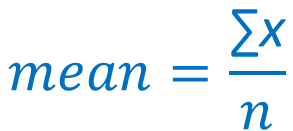 mean = ∑x / n